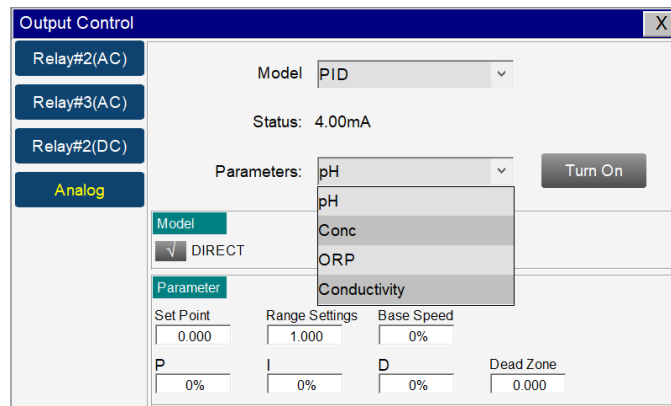 Output Control X
Relay#2(AC)
Relay#3(AC)
Relay#2(DC)
Analog
Model PID
Status: 4.00mA
Parameters: pH Turn On
pH
Conc
ORP
Conductivity
Model
√ DIRECT
Parameter
Set Point Range Settings Base Speed
0.000 1.000 0%
P I D Dead Zone
0% 0% 0% 0.000